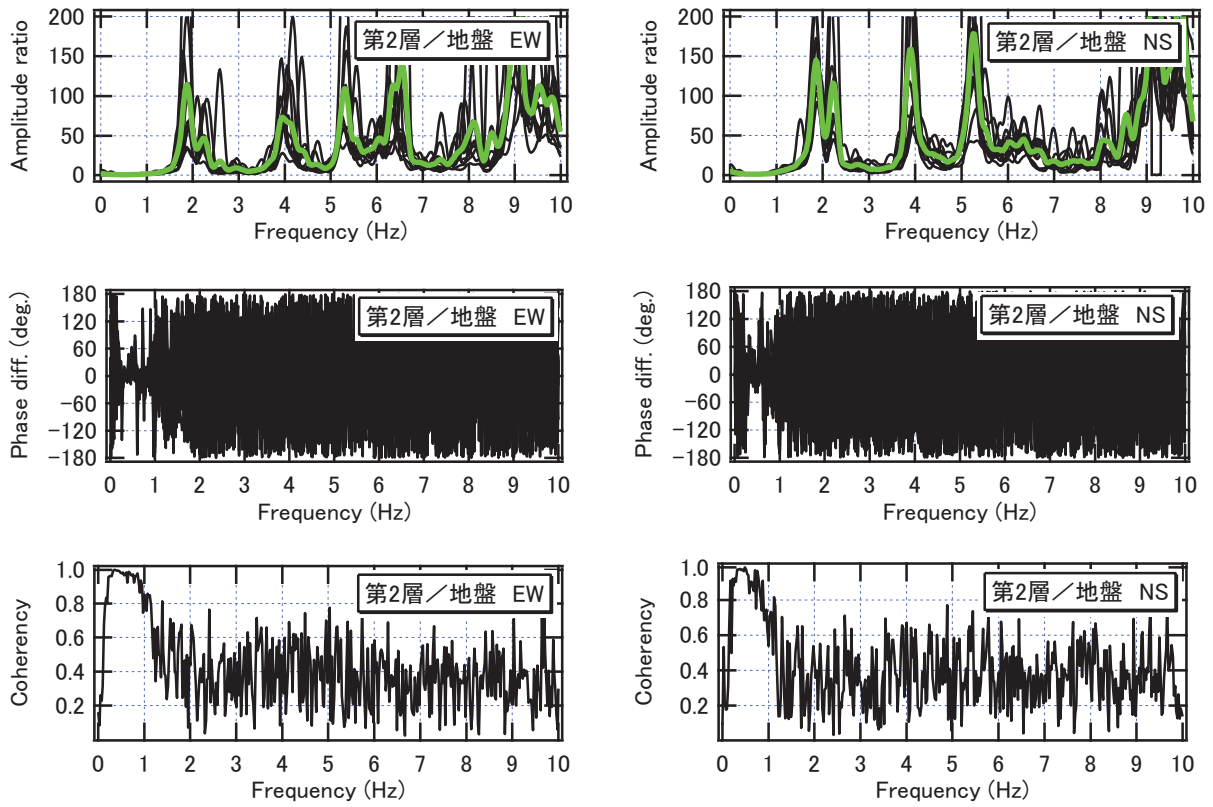 200
150
100
50
0
Amplitude ratio
第2層／地盤 EW
0 1 2 3 4 5 6 7 8 9 10
Frequency (Hz)
200
150
100
50
0
Amplitude ratio
第2層／地盤 NS
0 1 2 3 4 5 6 7 8 9 10
Frequency (Hz)
180
120
60
0
-60
-120
-180
Phase diff. (deg.)
第2層／地盤 EW
0 1 2 3 4 5 6 7 8 9 10
Frequency (Hz)
180
120
60
0
-60
-120
-180
Phase diff. (deg.)
第2層／地盤 NS
0 1 2 3 4 5 6 7 8 9 10
Frequency (Hz)
1.0
0.8
0.6
0.4
0.2
Coherency
第2層／地盤 EW
0 1 2 3 4 5 6 7 8 9 10
Frequency (Hz)
1.0
0.8
0.6
0.4
0.2
Coherency
第2層／地盤 NS
0 1 2 3 4 5 6 7 8 9 10
Frequency (Hz)